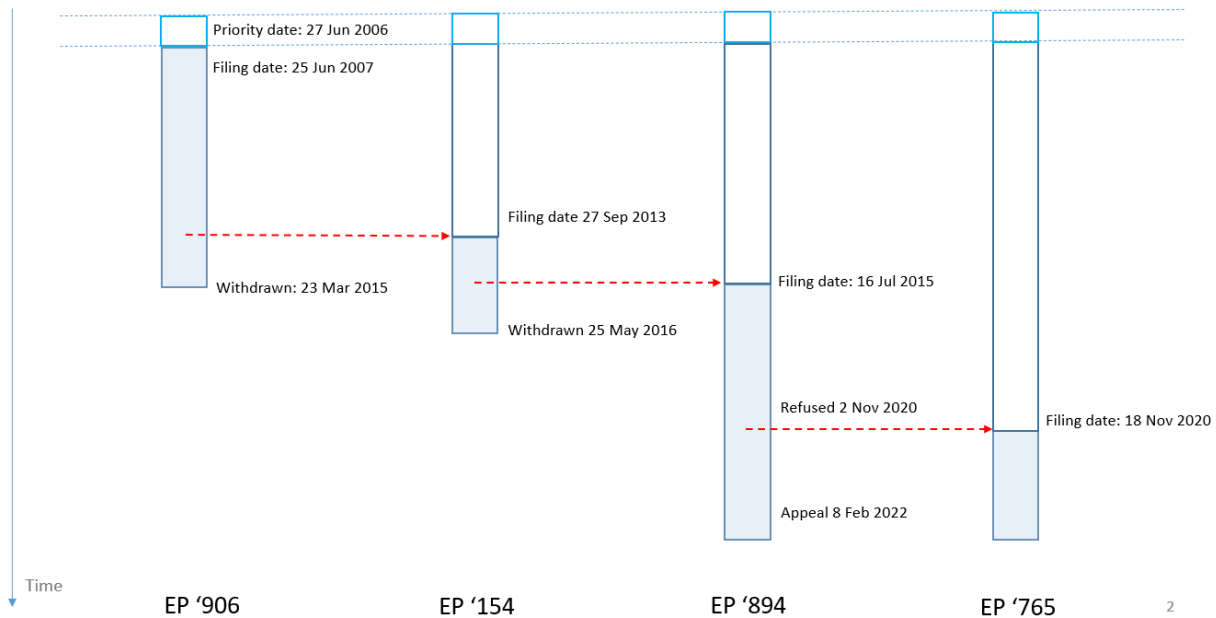 Priority date: 27 Jun 2006
Filing date: 25 Jun 2007
Filing date 27 Sep 2013
Filing date: 16 Jul 2015
Withdrawn: 23 Mar 2015
Withdrawn 25 May 2016
Refused 2 Nov 2020
Filing date: 18 Nov 2020
Appeal 8 Feb 2022
Time
EP ‘906
EP ‘154
EP ‘894
EP ‘765
2